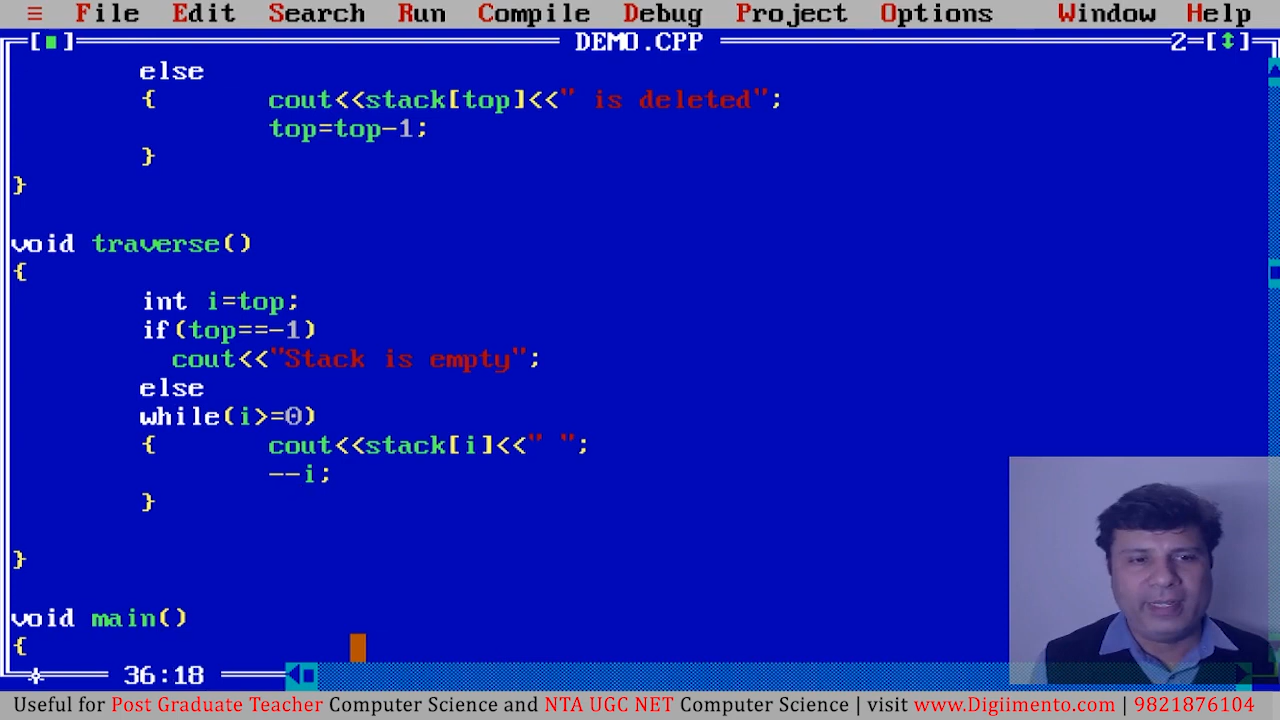 ≡ File Edit Search Run Compile Debug Project Options Window Help
[■] DEMO.CPP 2=[↕]
else
{ cout<<stack[top]<<" is deleted";
top=top-1;
}
}
void traverse()
{
int i=top;
if(top==-1)
cout<<"Stack is empty";
else
while(i>=0)
{ cout<<stack[i]<<" ";
--i;
}
}
void main()
{
36:18
Useful for Post Graduate Teacher Computer Science and NTA UGC NET Computer Science | visit www.Digiimento.com | 9821876104